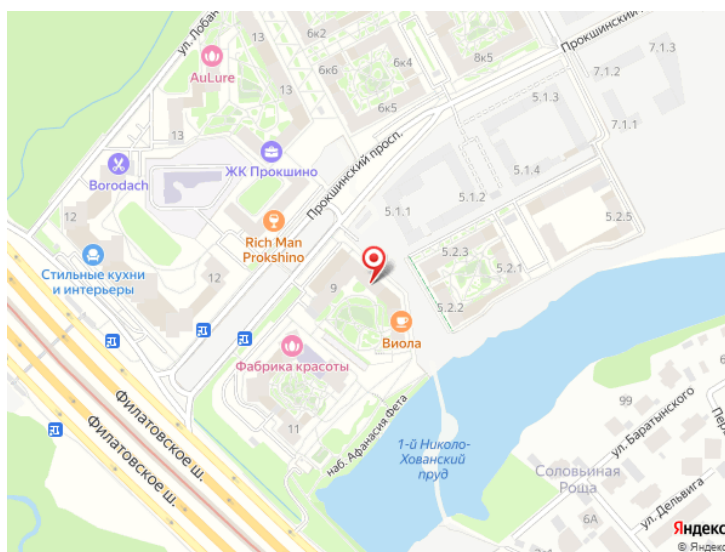 ул. Лобан
13
6к2
Прокшинский
AuLure
6к6
6к4
8к5
7.1.3
7.1.2
13
6к5
7.1.1
13
5.1.3
Прокшинский просп.
ЖК Прокшино
Borodach
5.1.4
5.1.2
5.1.1
12
Rich Man
Prokshino
5.2.5
5.2.3
5.2.1
Стильные кухни
и интерьеры
12
9
5.2.2
Виола
Фабрика красоты
Филатовское ш.
Филатовское ш.
11
наб. Афанасия Фета
99
ул. Баратынского
1-й Николо-
Хованский
пруд
Соловьиная
Роща
6А
ул. Дельвига
Яндекс
© Яндекс